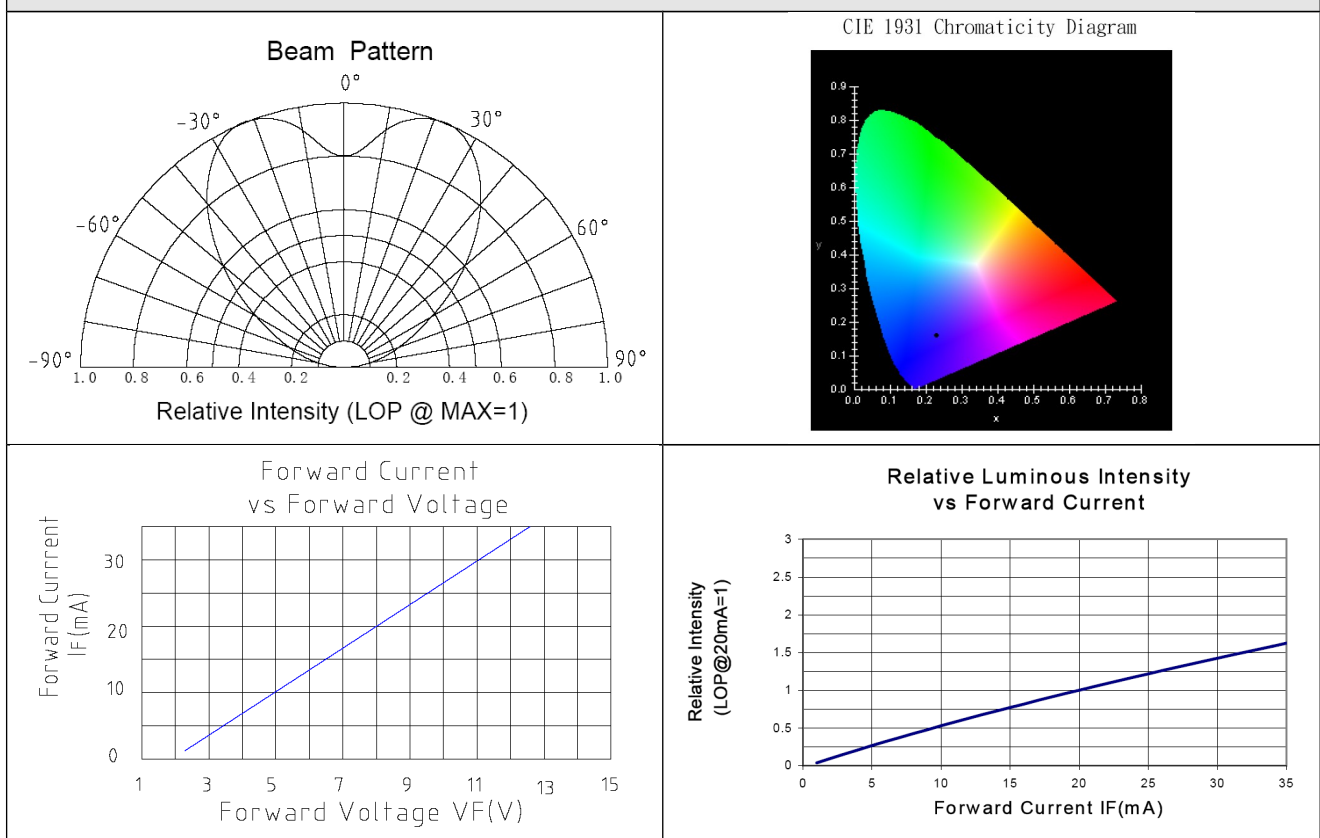 Beam Pattern
0°
-30° 30°
-60° 60°
-90° 90°
1.0 0.8 0.6 0.4 0.2 0.2 0.4 0.6 0.8 1.0
Relative Intensity (LOP @ MAX=1)
CIE 1931 Chromaticity Diagram
0.9
0.8
0.7
0.6
0.5
y
0.4
0.3
0.2
0.1
0.0
0.0 0.1 0.2 0.3 0.4 0.5 0.6 0.7 0.8
x
Forward Current
vs Forward Voltage
Forward Currrent
IF(mA)
30
20
10
0
1 3 5 7 9 11 13 15
Forward Voltage VF(V)
Relative Luminous Intensity
vs Forward Current
Relative Intensity
(LOP@20mA=1)
3
2.5
2
1.5
1
0.5
0
0 5 10 15 20 25 30 35
Forward Current IF(mA)